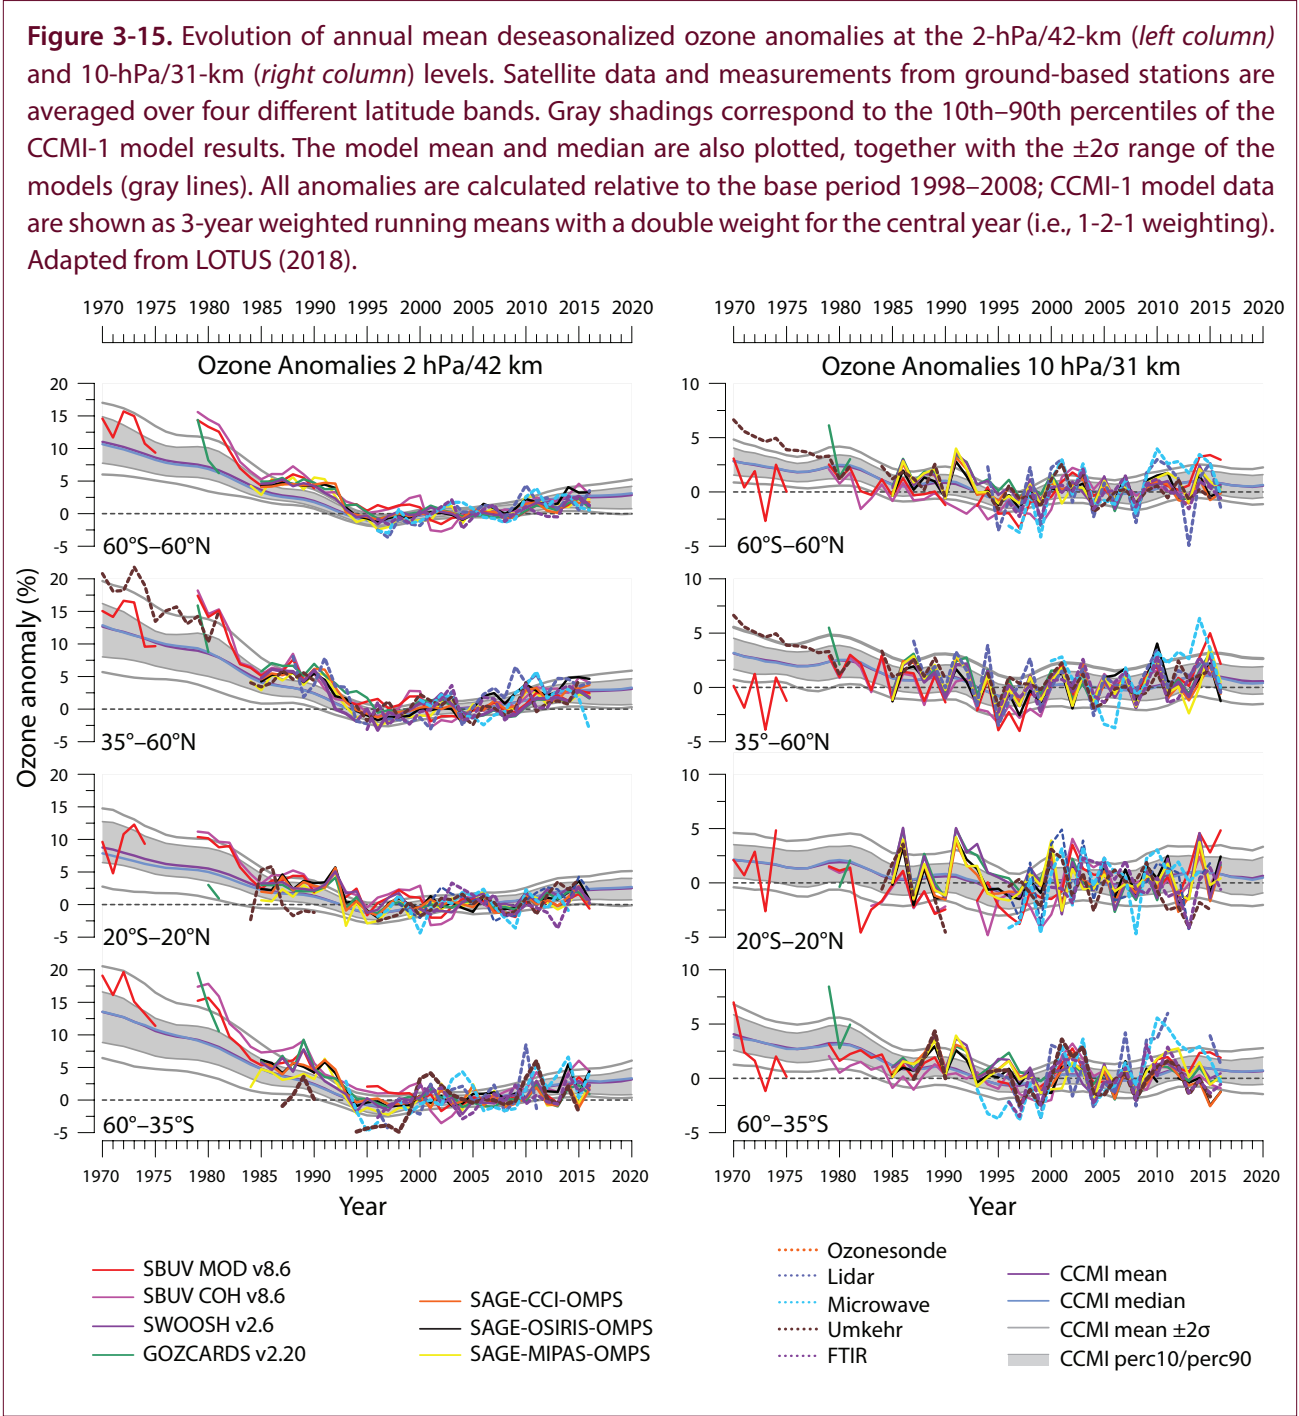 Figure 3-15. Evolution of annual mean deseasonalized ozone anomalies at the 2-hPa/42-km (left column)
and 10-hPa/31-km (right column) levels. Satellite data and measurements from ground-based stations are
averaged over four different latitude bands. Gray shadings correspond to the 10th–90th percentiles of the
CCMI-1 model results. The model mean and median are also plotted, together with the ±2σ range of the
models (gray lines). All anomalies are calculated relative to the base period 1998–2008; CCMI-1 model data
are shown as 3-year weighted running means with a double weight for the central year (i.e., 1-2-1 weighting).
Adapted from LOTUS (2018).
1970 1975 1980 1985 1990 1995 2000 2005 2010 2015 2020
Ozone Anomalies 2 hPa/42 km
Ozone anomaly (%)
20
15
10
5
0
-5
60°S–60°N
20
15
10
5
0
-5
35°–60°N
20
15
10
5
0
-5
20°S–20°N
20
15
10
5
0
-5
60°–35°S
1970 1975 1980 1985 1990 1995 2000 2005 2010 2015 2020
Year
1970 1975 1980 1985 1990 1995 2000 2005 2010 2015 2020
Ozone Anomalies 10 hPa/31 km
10
5
0
-5
60°S–60°N
10
5
0
-5
35°–60°N
10
5
0
-5
20°S–20°N
10
5
0
-5
60°–35°S
1970 1975 1980 1985 1990 1995 2000 2005 2010 2015 2020
Year
SBUV MOD v8.6
SBUV COH v8.6
SWOOSH v2.6
GOZCARDS v2.20
SAGE-CCI-OMPS
SAGE-OSIRIS-OMPS
SAGE-MIPAS-OMPS
Ozonesonde
Lidar
Microwave
Umkehr
FTIR
CCMI mean
CCMI median
CCMI mean ±2σ
CCMI perc10/perc90